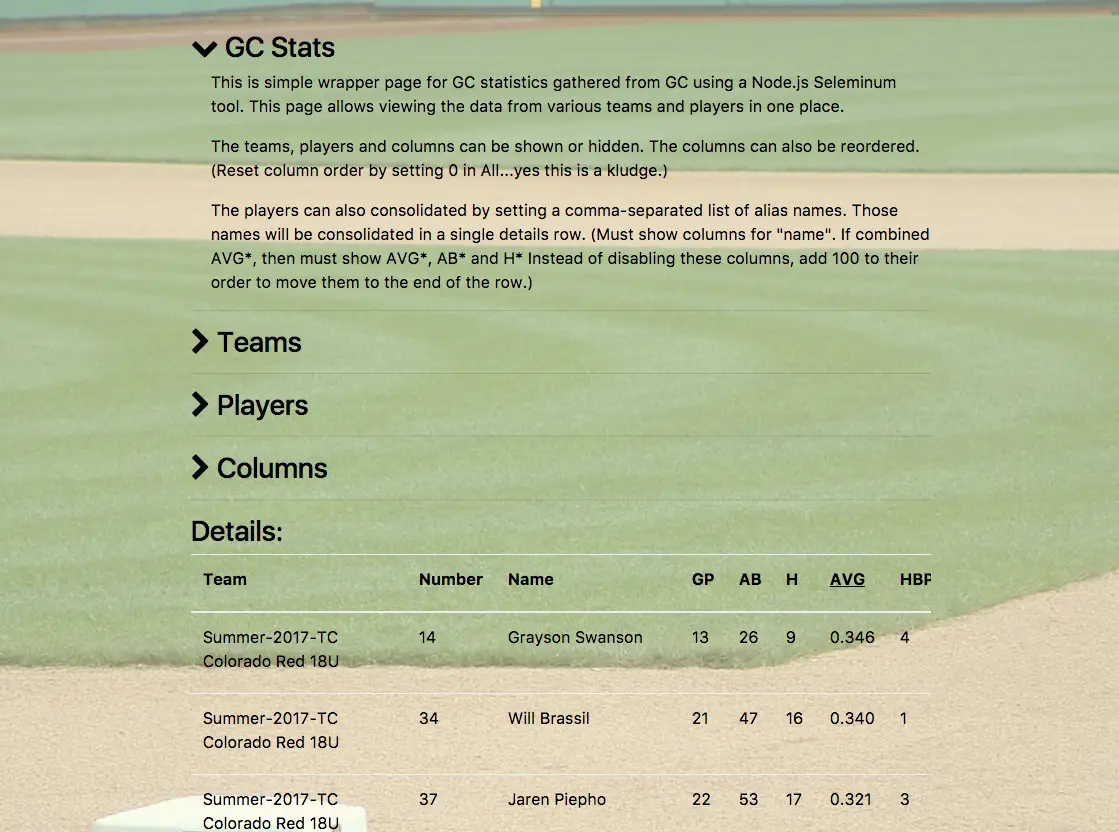 GC Stats
This is simple wrapper page for GC statistics gathered from GC using a Node.js Seleminum
tool. This page allows viewing the data from various teams and players in one place.
The teams, players and columns can be shown or hidden. The columns can also be reordered.
(Reset column order by setting 0 in All...yes this is a kludge.)
The players can also consolidated by setting a comma-separated list of alias names. Those
names will be consolidated in a single details row. (Must show columns for "name". If combined
AVG*, then must show AVG*, AB* and H* Instead of disabling these columns, add 100 to their
order to move them to the end of the row.)
Teams
Players
Columns
Details:
Team Number Name GP AB H AVG HBP
Summer-2017-TC 14 Grayson Swanson 13 26 9 0.346 4
Colorado Red 18U
Summer-2017-TC 34 Will Brassil 21 47 16 0.340 1
Colorado Red 18U
Summer-2017-TC 37 Jaren Piepho 22 53 17 0.321 3
Colorado Red 18U